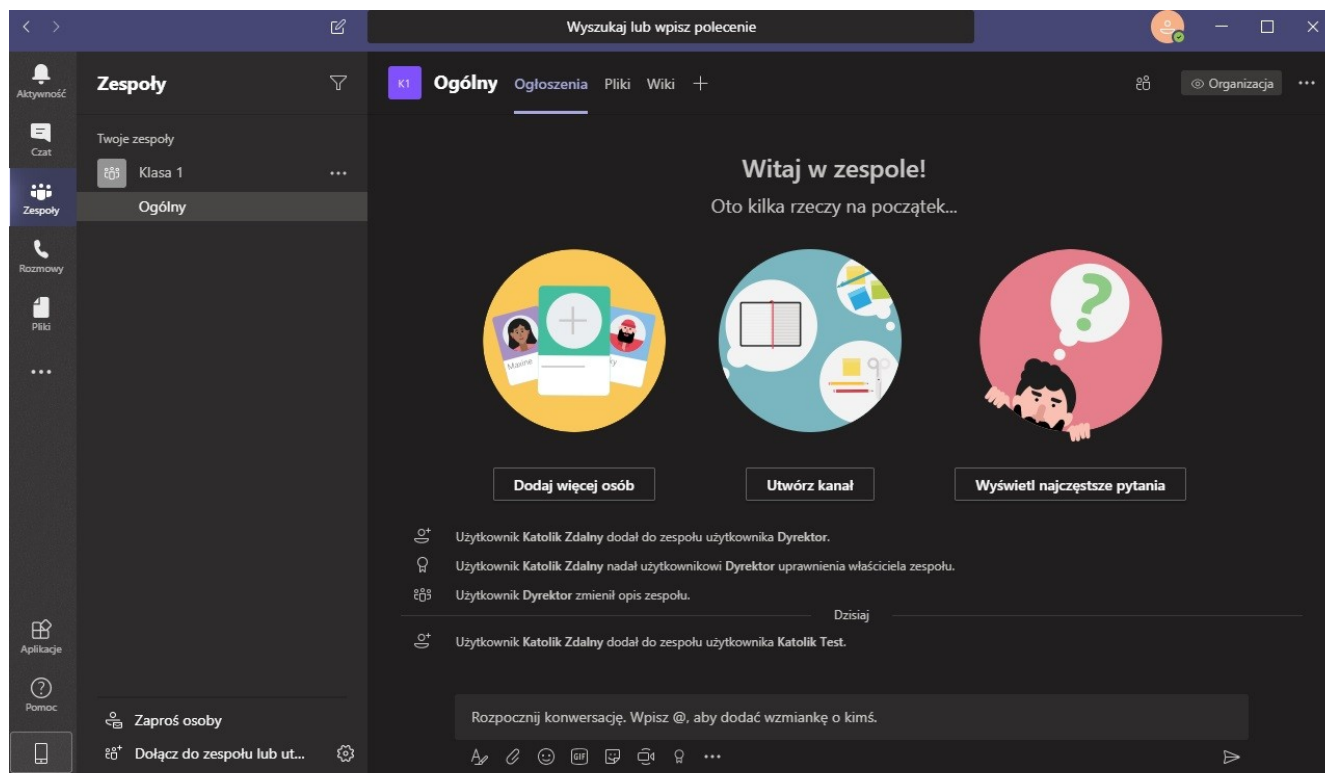 Wyszukaj lub wpisz polecenie
Aktywność
Czat
Zespoły
Rozmowy
Pliki
Aplikacje
Pomoc
Zespoły
Twoje zespoły
Klasa 1
Ogólny
Zaproś osoby
Dołącz do zespołu lub ut...
K1 Ogólny Ogłoszenia Pliki Wiki
Organizacja
Witaj w zespole!
Oto kilka rzeczy na początek...
Maxine
Dodaj więcej osób
Utwórz kanał
Wyświetl najczęstsze pytania
Użytkownik Katolik Zdalny dodał do zespołu użytkownika Dyrektor.
Użytkownik Katolik Zdalny nadał użytkownikowi Dyrektor uprawnienia właściciela zespołu.
Użytkownik Dyrektor zmienił opis zespołu.
Dzisiaj
Użytkownik Katolik Zdalny dodał do zespołu użytkownika Katolik Test.
Rozpocznij konwersację. Wpisz @, aby dodać wzmiankę o kimś.
GIF